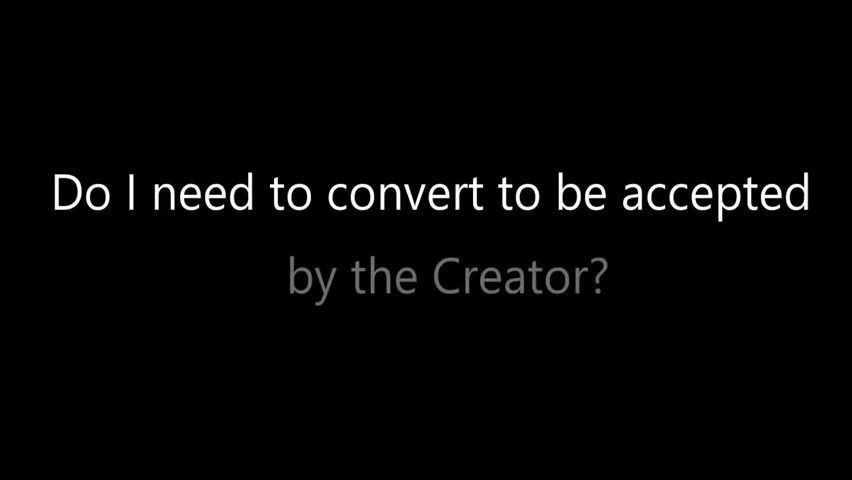 Do I need to convert to be accepted
by the Creator?